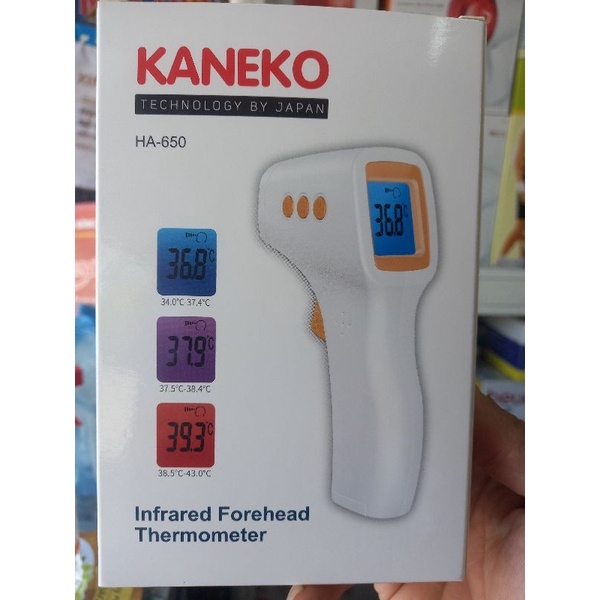 KANEKO
TECHNOLOGY BY JAPAN
HA-650
36.8°C
36.8°C
34.0°C-37.4°C
37.9°C
37.5°C-38.4°C
39.3°C
38.5°C-43.0°C
Infrared Forehead
Thermometer